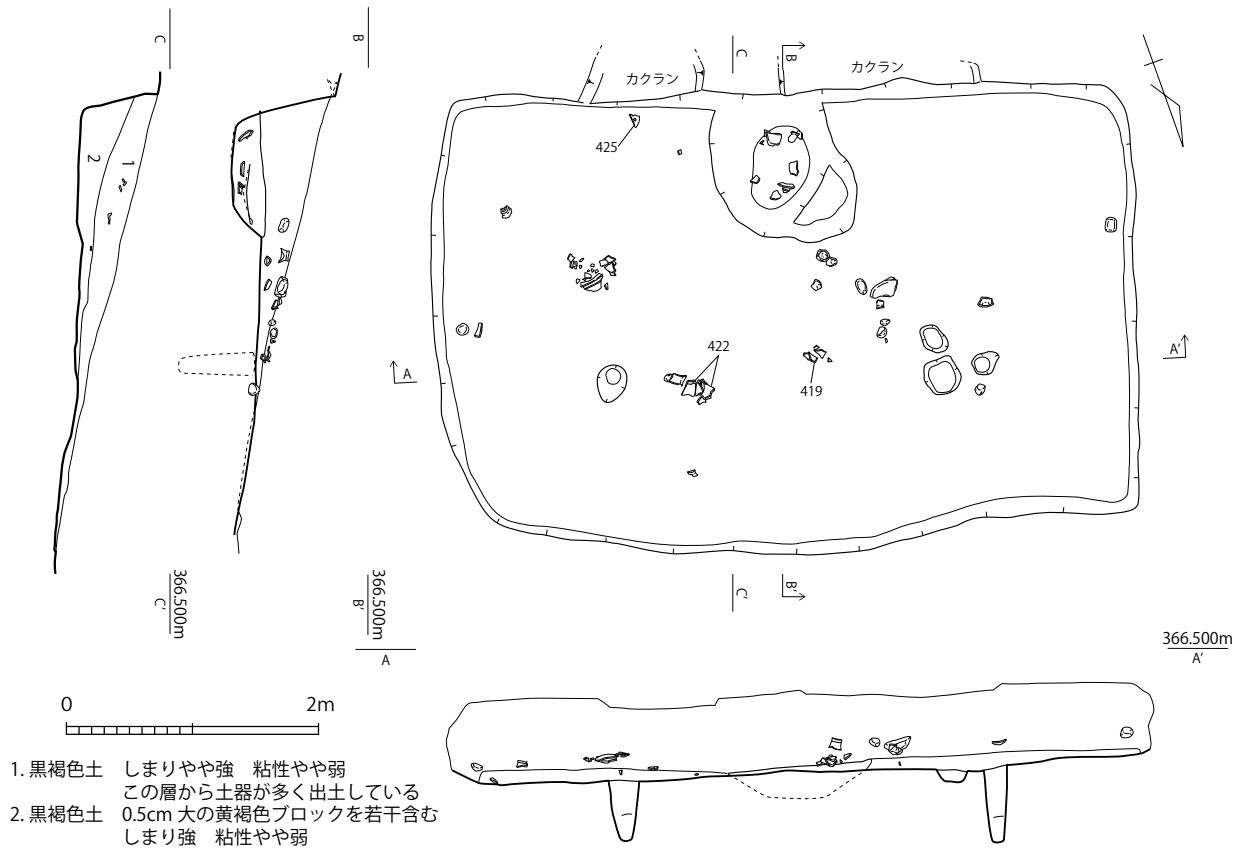 C
B
C
B
カクラン
カクラン
425
422
419
A
A'
C'
366.500m
B'
366.500m
A
C'
B'
366.500m
A'
0 2m
1. 黒褐色土 しまりやや強 粘性やや弱
この層から土器が多く出土している
2. 黒褐色土 0.5cm 大の黄褐色ブロックを若干含む
しまり強 粘性やや弱
2
1